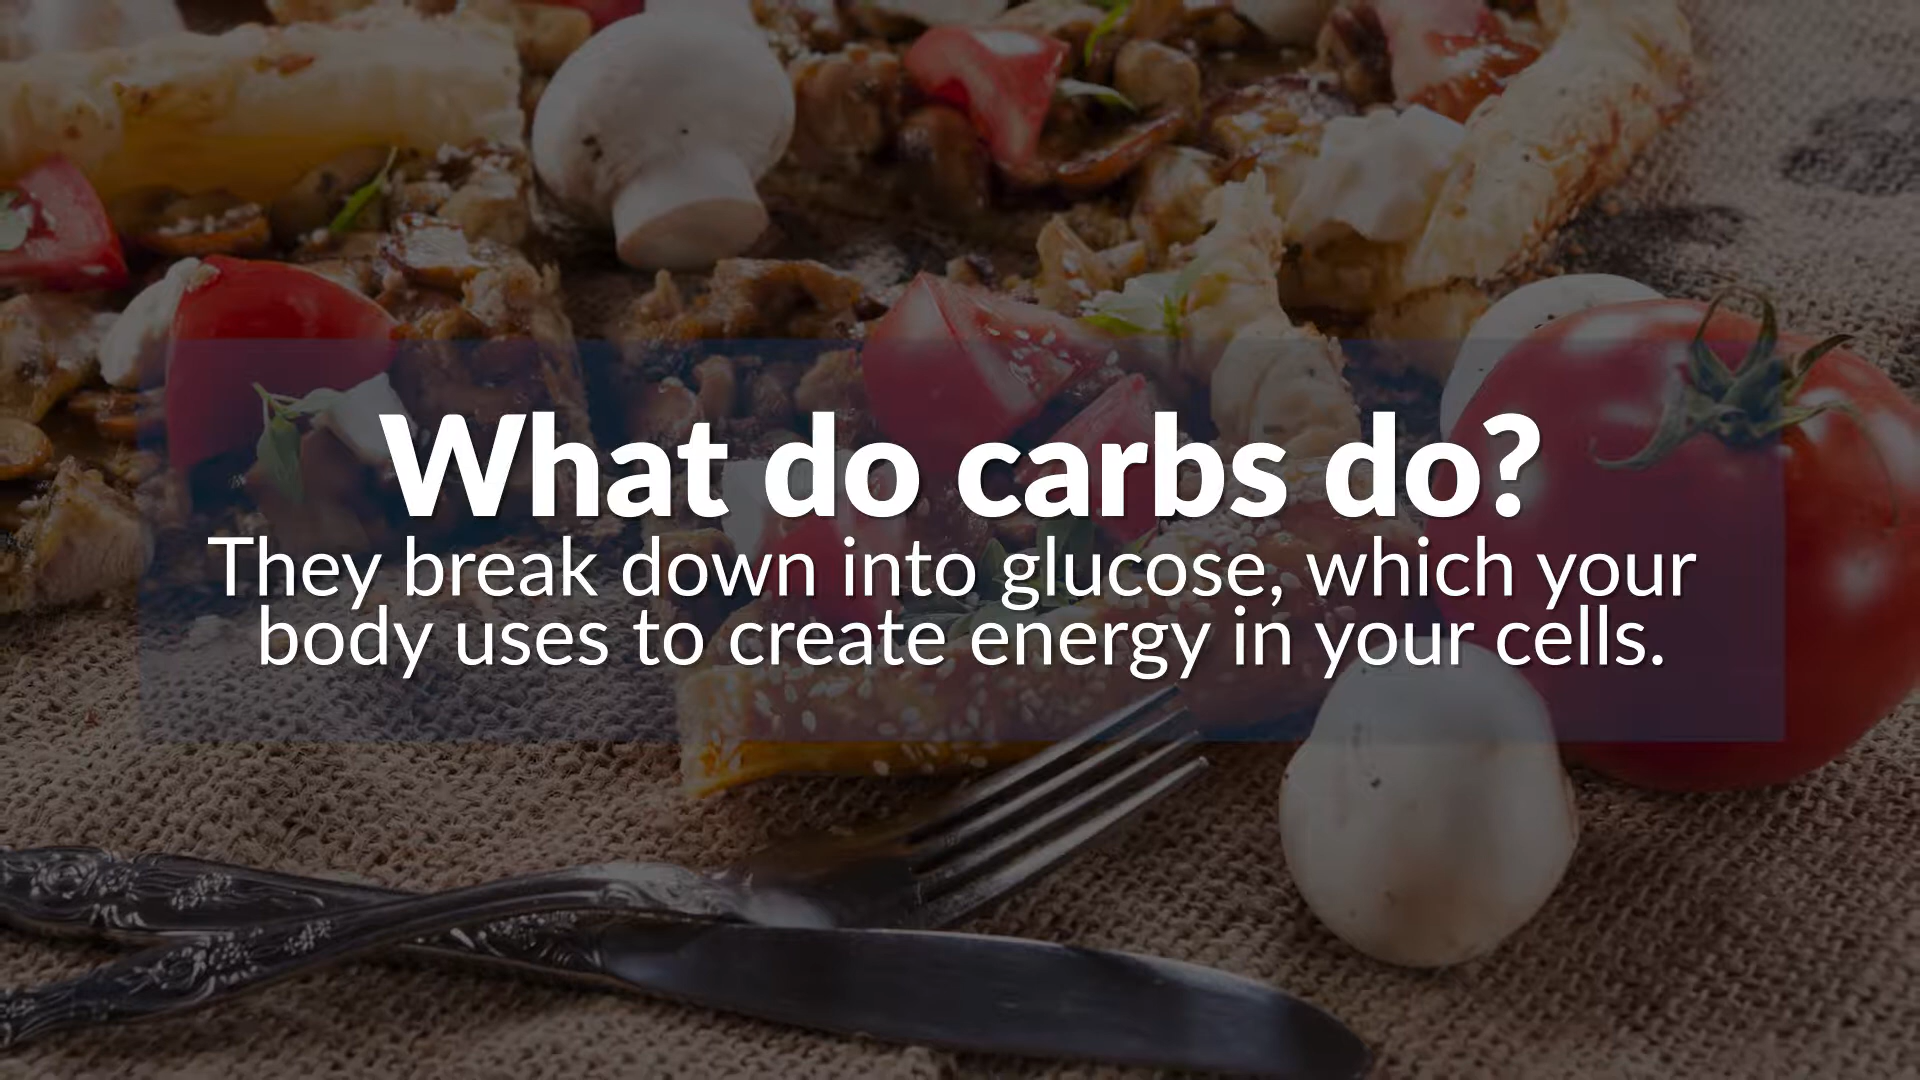 What do carbs do?
They break down into glucose, which your
body uses to create energy in your cells.